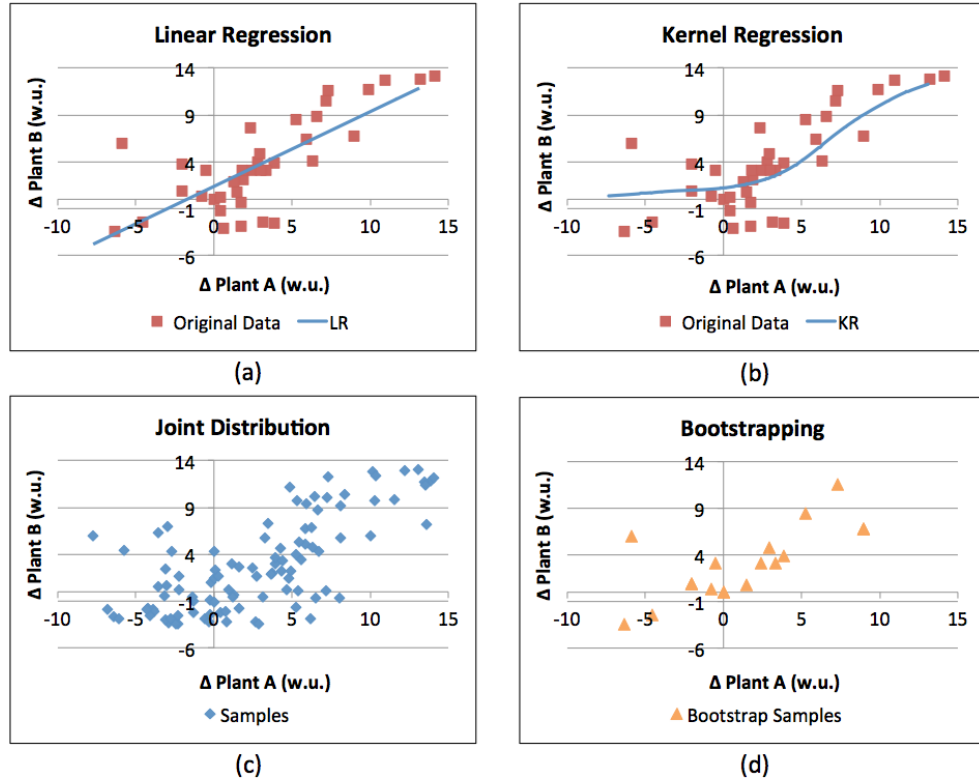 Linear Regression
14
9
4
-1
-6
-10 -5 0 5 10 15
Δ Plant B (w.u.)
Δ Plant A (w.u.)
Original Data LR
(a)
Kernel Regression
14
9
4
-1
-6
-10 -5 0 5 10 15
Δ Plant B (w.u.)
Δ Plant A (w.u.)
Original Data KR
(b)
Joint Distribution
14
9
4
-1
-6
-10 -5 0 5 10 15
Δ Plant B (w.u.)
Δ Plant A (w.u.)
Samples
(c)
Bootstrapping
14
9
4
-1
-6
-10 -5 0 5 10 15
Δ Plant B (w.u.)
Δ Plant A (w.u.)
Bootstrap Samples
(d)